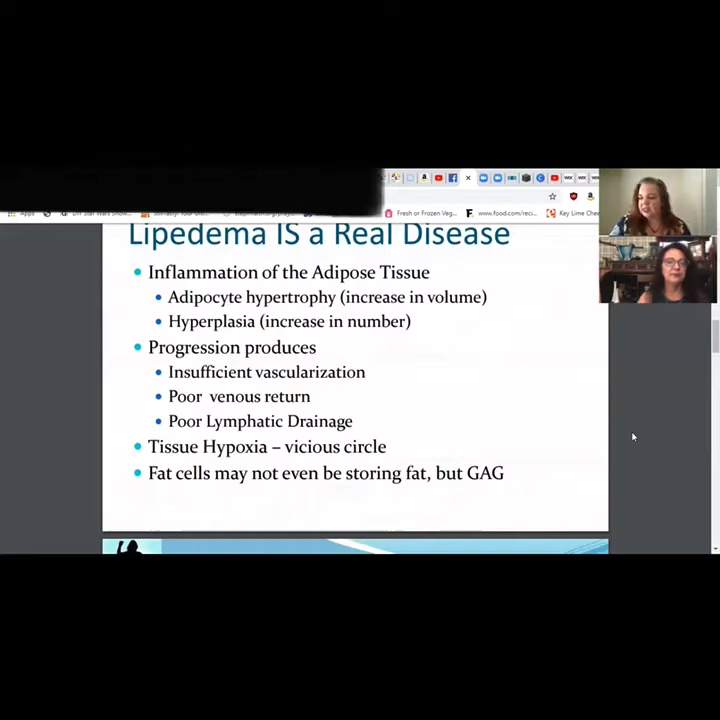 Fresh or Frozen Veg...
www.food.com/reci...
Key Lime Chee
Lipedema IS a Real Disease
• Inflammation of the Adipose Tissue
• Adipocyte hypertrophy (increase in volume)
• Hyperplasia (increase in number)
• Progression produces
• Insufficient vascularization
• Poor venous return
• Poor Lymphatic Drainage
• Tissue Hypoxia – vicious circle
• Fat cells may not even be storing fat, but GAG